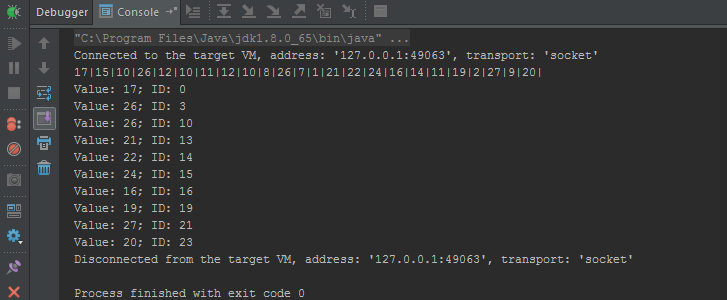 Debugger Console
"C:\Program Files\Java\jdk1.8.0_65\bin\java" ...
Connected to the target VM, address: '127.0.0.1:49063', transport: 'socket'
17|15|10|26|12|10|11|12|10|8|26|7|1|21|22|24|16|14|11|19|2|27|9|20|
Value: 17; ID: 0
Value: 26; ID: 3
Value: 26; ID: 10
Value: 21; ID: 13
Value: 22; ID: 14
Value: 24; ID: 15
Value: 16; ID: 16
Value: 19; ID: 19
Value: 27; ID: 21
Value: 20; ID: 23
Disconnected from the target VM, address: '127.0.0.1:49063', transport: 'socket'
Process finished with exit code 0